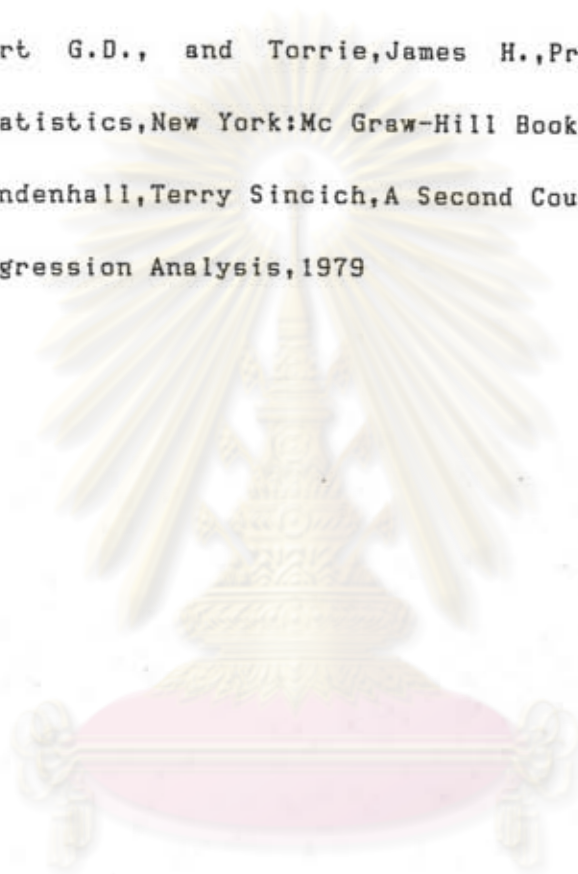 rt G.D., and Torrie,James H.,Pr
atistics,New York:Mc Graw-Hill Book
ndenhall,Terry Sincich,A Second Cou
gression Analysis,1979